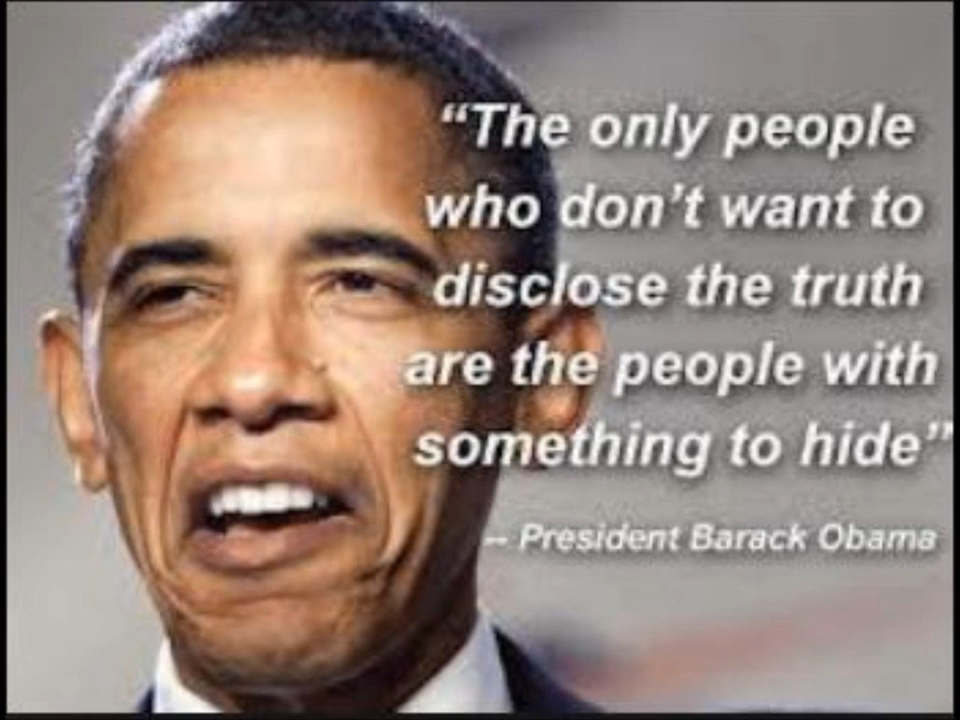 “The only people
who don’t want to
disclose the truth
are the people with
something to hide”
-- President Barack Obama